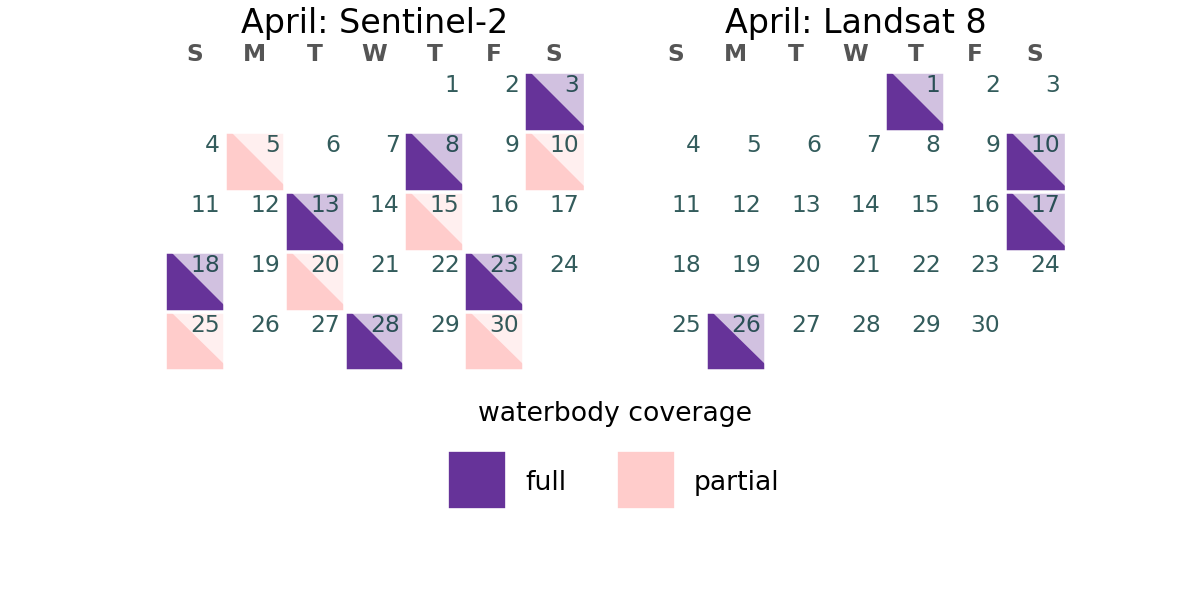 April: Sentinel-2
S M T W T F S
1 2 3
4 5 6 7 8 9 10
11 12 13 14 15 16 17
18 19 20 21 22 23 24
25 26 27 28 29 30
April: Landsat 8
S M T W T F S
1 2 3
4 5 6 7 8 9 10
11 12 13 14 15 16 17
18 19 20 21 22 23 24
25 26 27 28 29 30
waterbody coverage
full partial